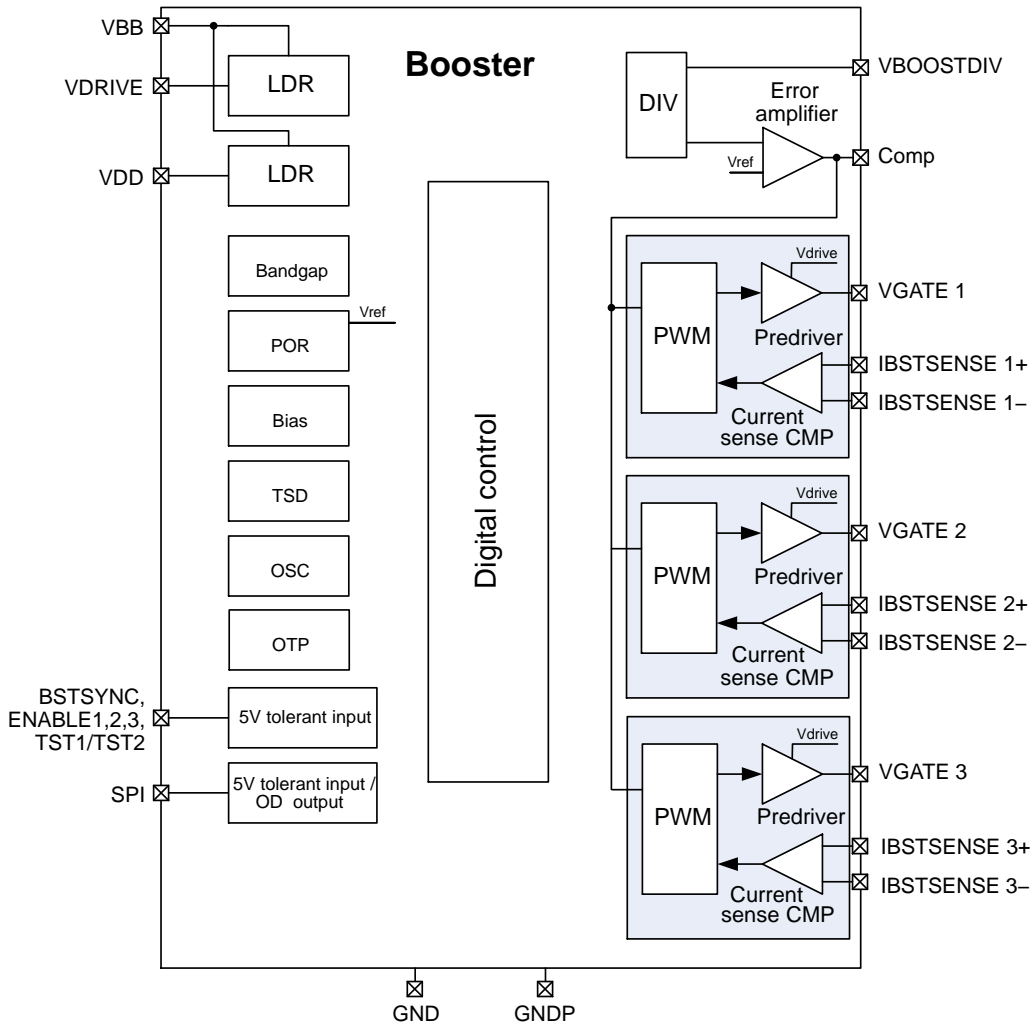 Booster
VBB
VDRIVE
VDD
LDR
LDR
Bandgap
Vref
POR
Bias
TSD
OSC
OTP
BSTSYNC,
ENABLE1,2,3,
TST1/TST2
5V tolerant input
SPI
5V tolerant input /
OD output
Digital control
DIV
Error
amplifier
Vref
VBOOSTDIV
Comp
PWM
Vdrive
Predriver
Current
sense CMP
VGATE 1
IBSTSENSE 1+
IBSTSENSE 1–
PWM
Vdrive
Predriver
Current
sense CMP
VGATE 2
IBSTSENSE 2+
IBSTSENSE 2–
PWM
Vdrive
Predriver
Current
sense CMP
VGATE 3
IBSTSENSE 3+
IBSTSENSE 3–
GND
GNDP